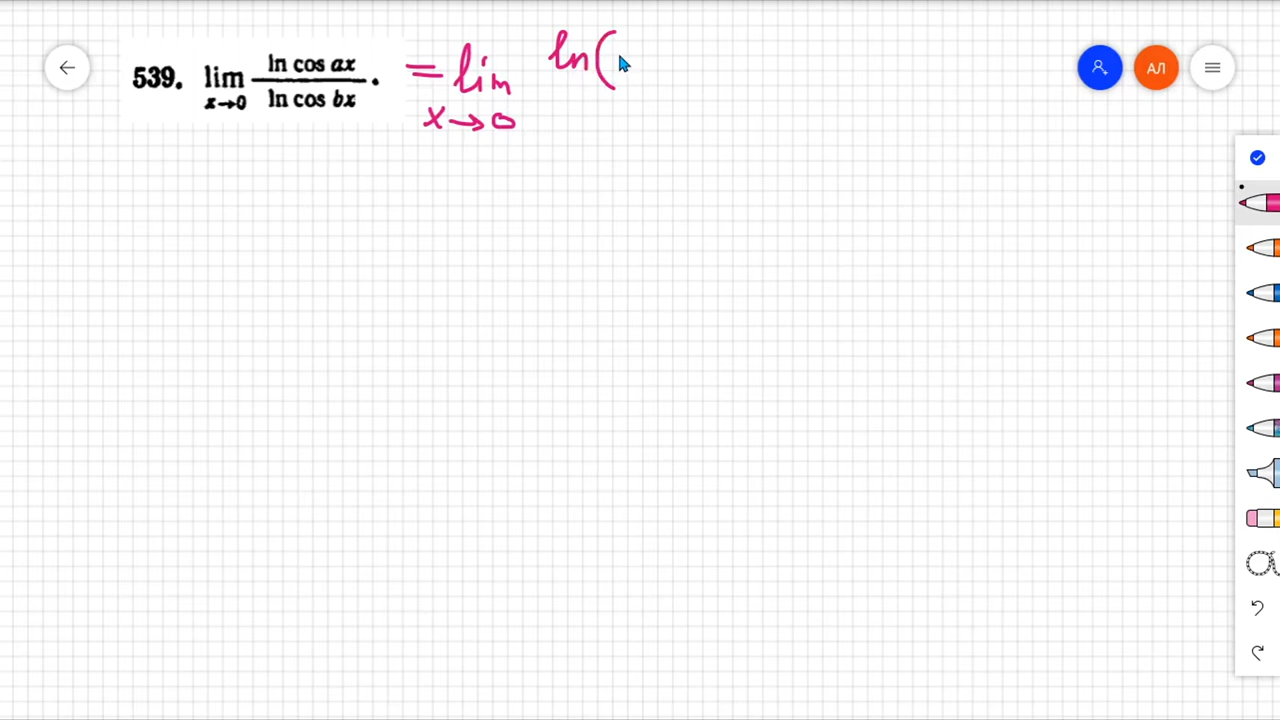 539. lim ln cos ax / ln cos bx . = lim ln(
x→0 x→0
АЛ